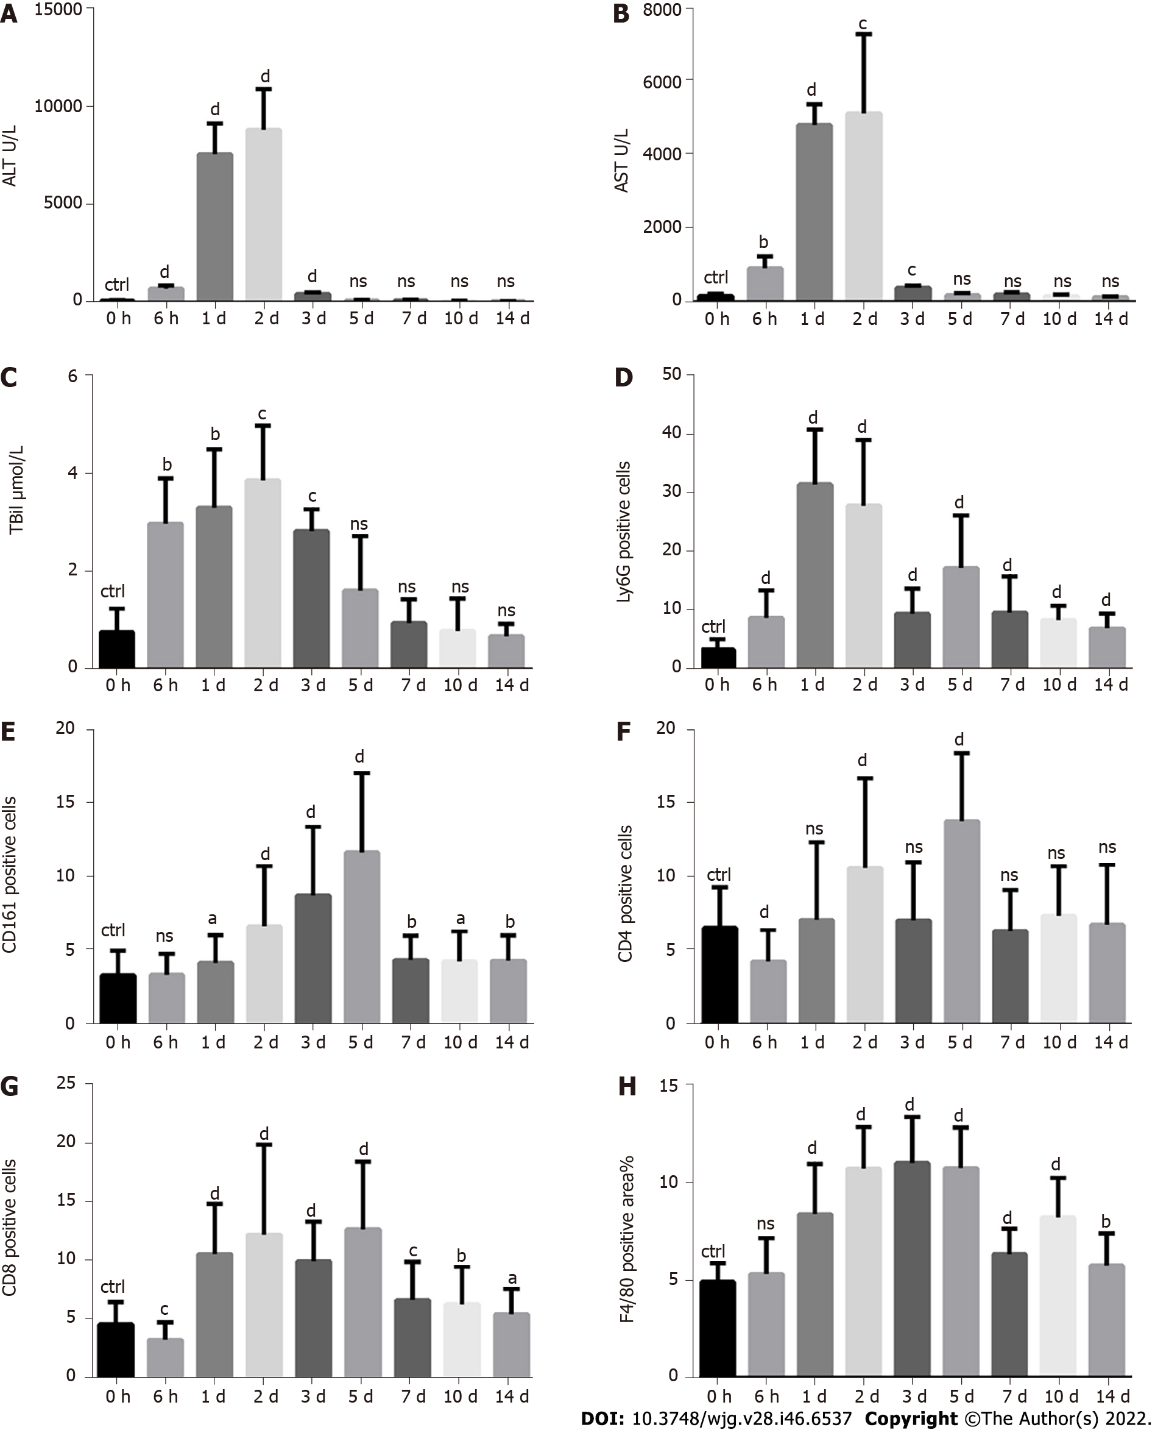 A
15000
10000
5000
0
ALT U/L
ctrl d d d d ns ns ns ns
0 h 6 h 1 d 2 d 3 d 5 d 7 d 10 d 14 d
B
8000
6000
4000
2000
0
AST U/L
ctrl b d c c ns ns ns ns
0 h 6 h 1 d 2 d 3 d 5 d 7 d 10 d 14 d
C
6
4
2
0
TBil μmol/L
ctrl b b c c ns ns ns ns
0 h 6 h 1 d 2 d 3 d 5 d 7 d 10 d 14 d
D
50
40
30
20
10
0
Ly6G positive cells
ctrl d d d d d d d d
0 h 6 h 1 d 2 d 3 d 5 d 7 d 10 d 14 d
E
20
15
10
5
0
CD161 positive cells
ctrl ns a d d d b a b
0 h 6 h 1 d 2 d 3 d 5 d 7 d 10 d 14 d
F
20
15
10
5
0
CD4 positive cells
ctrl d ns d ns d ns ns ns
0 h 6 h 1 d 2 d 3 d 5 d 7 d 10 d 14 d
G
25
20
15
10
5
0
CD8 positive cells
ctrl c d d d d c b a
0 h 6 h 1 d 2 d 3 d 5 d 7 d 10 d 14 d
H
15
10
5
0
F4/80 positive area%
ctrl ns d d d d d d b
0 h 6 h 1 d 2 d 3 d 5 d 7 d 10 d 14 d
DOI: 10.3748/wjg.v28.i46.6537 Copyright ©The Author(s) 2022.